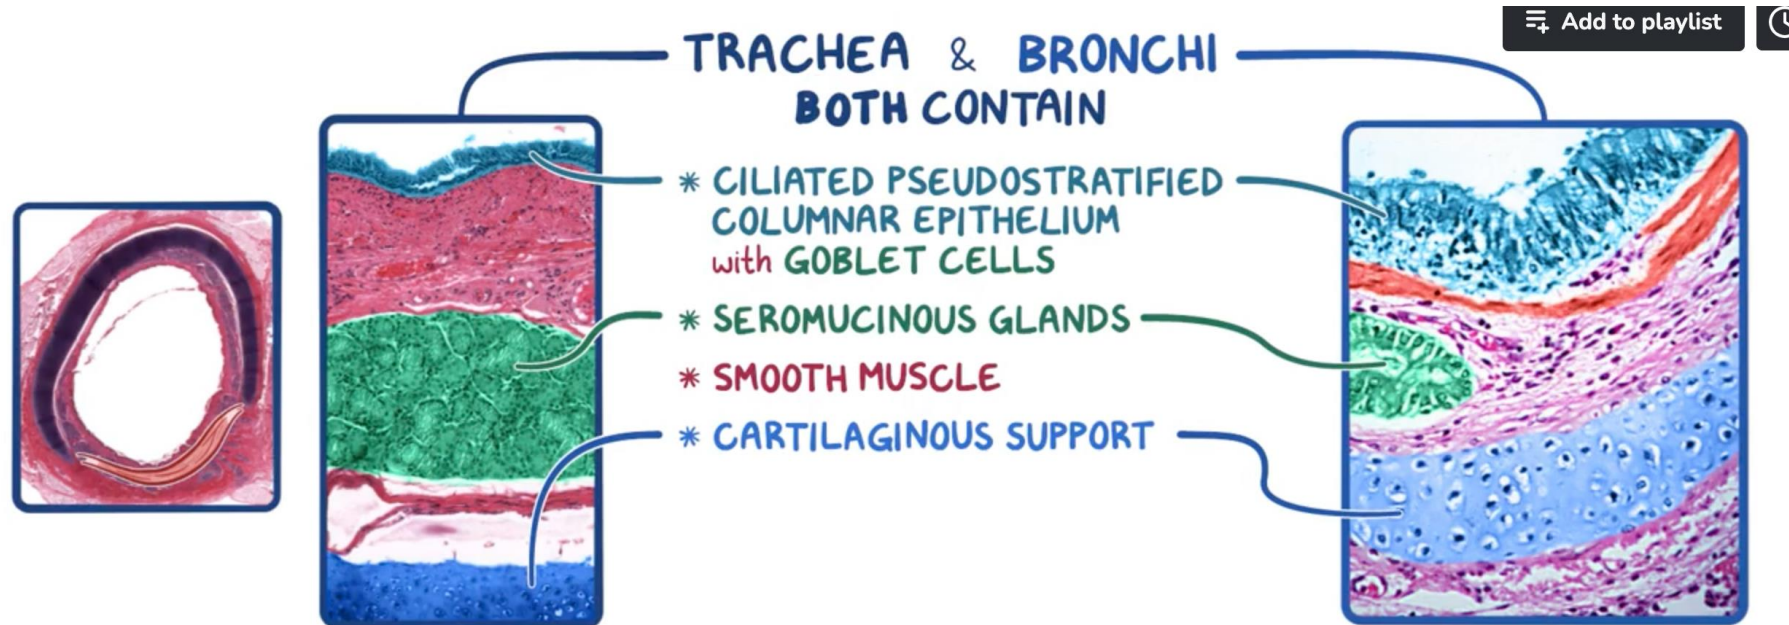 Add to playlist
TRACHEA & BRONCHI
BOTH CONTAIN
* CILIATED PSEUDOSTRATIFIED
COLUMNAR EPITHELIUM
with GOBLET CELLS
* SEROMUCINOUS GLANDS
* SMOOTH MUSCLE
* CARTILAGINOUS SUPPORT